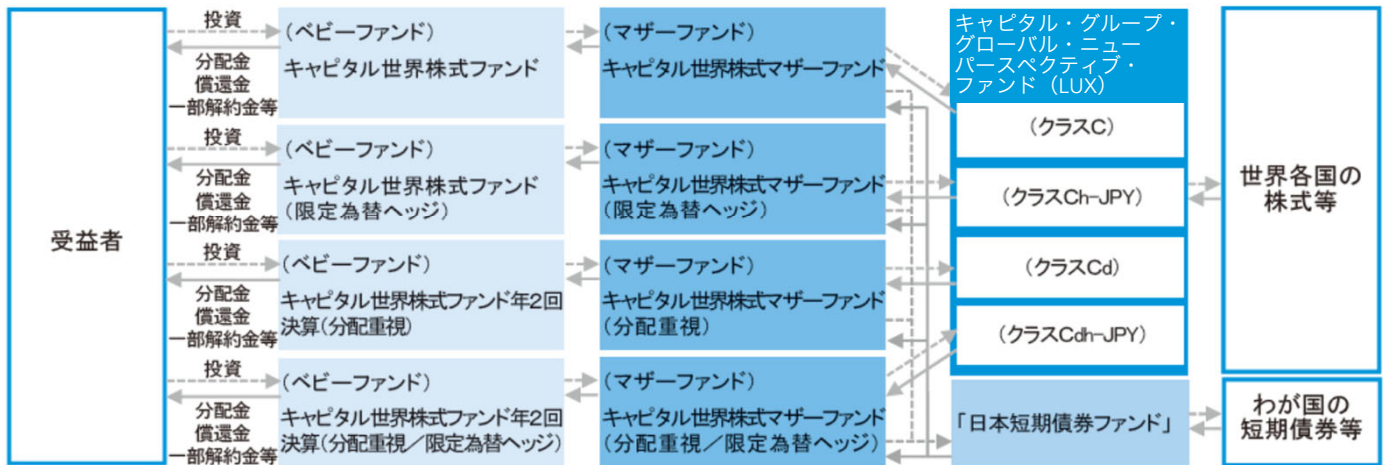 受益者
投資
分配金
償還金
一部解約金等
(ベビーファンド)
キャピタル世界株式ファンド
(マザーファンド)
キャピタル世界株式マザーファンド
投資
分配金
償還金
一部解約金等
(ベビーファンド)
キャピタル世界株式ファンド
(限定為替ヘッジ)
(マザーファンド)
キャピタル世界株式マザーファンド
(限定為替ヘッジ)
投資
分配金
償還金
一部解約金等
(ベビーファンド)
キャピタル世界株式ファンド年2回
決算(分配重視)
(マザーファンド)
キャピタル世界株式マザーファンド
(分配重視)
投資
分配金
償還金
一部解約金等
(ベビーファンド)
キャピタル世界株式ファンド年2回
決算(分配重視/限定為替ヘッジ)
(マザーファンド)
キャピタル世界株式マザーファンド
(分配重視/限定為替ヘッジ)
キャピタル・グループ・
グローバル・ニュー
パースペクティブ・
ファンド(LUX)
(クラスC)
(クラスCh-JPY)
(クラスCd)
(クラスCdh-JPY)
「日本短期債券ファンド」
世界各国の
株式等
わが国の
短期債券等